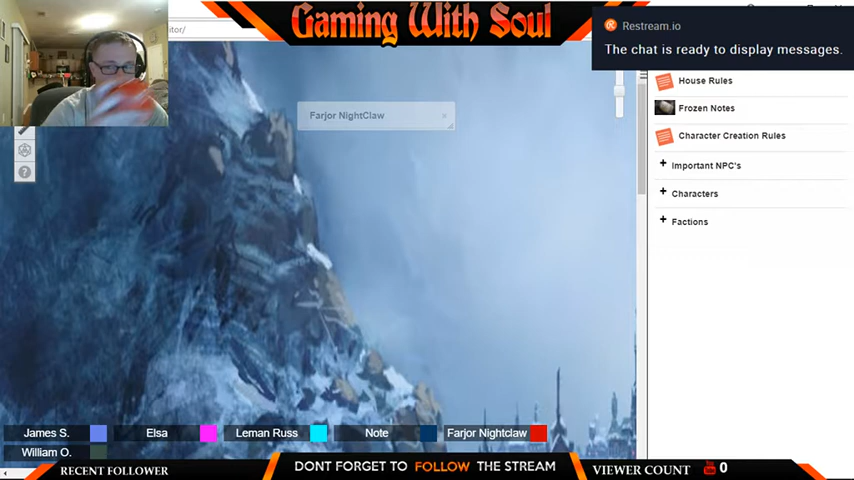 Gaming With Soul
Restream.io
The chat is ready to display messages.
itor/
House Rules
Farjor NightClaw
Frozen Notes
Character Creation Rules
Important NPC's
Characters
Factions
James S.
Elsa
Leman Russ
Note
Farjor Nightclaw
William O.
RECENT FOLLOWER
DONT FORGET TO FOLLOW THE STREAM
VIEWER COUNT 0